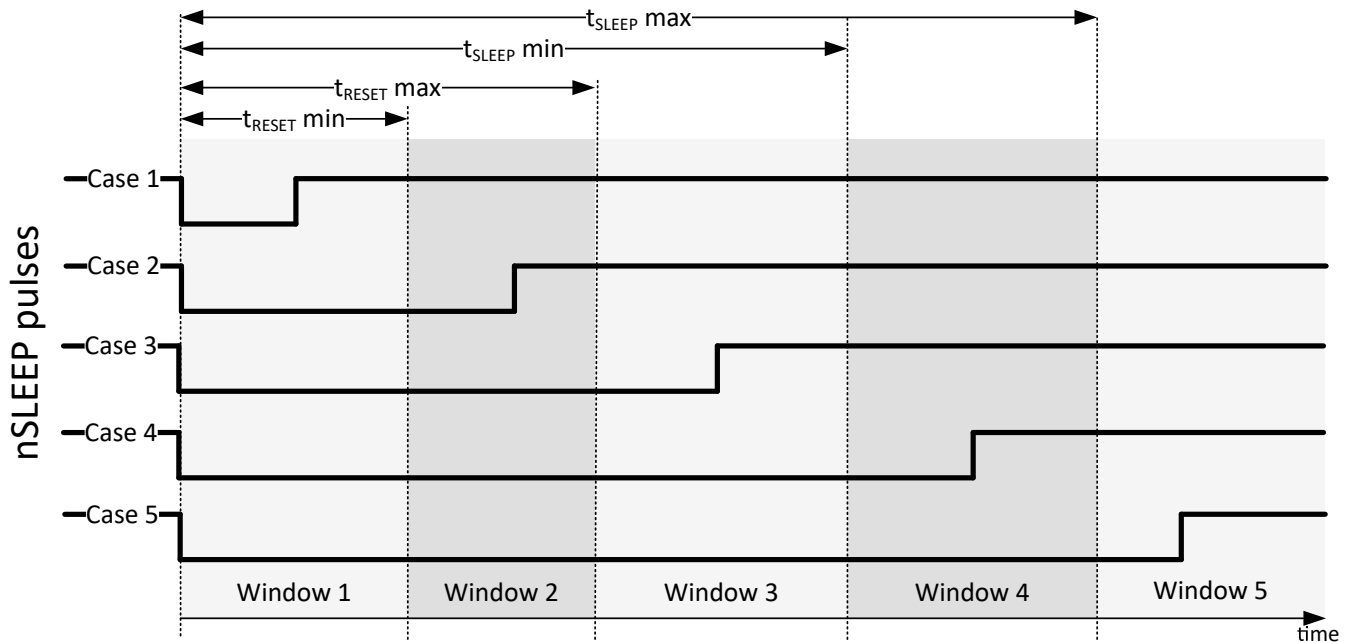 tSLEEP max
tSLEEP min
tRESET max
tRESET min
nSLEEP pulses
Case 1
Case 2
Case 3
Case 4
Case 5
Window 1
Window 2
Window 3
Window 4
Window 5
time